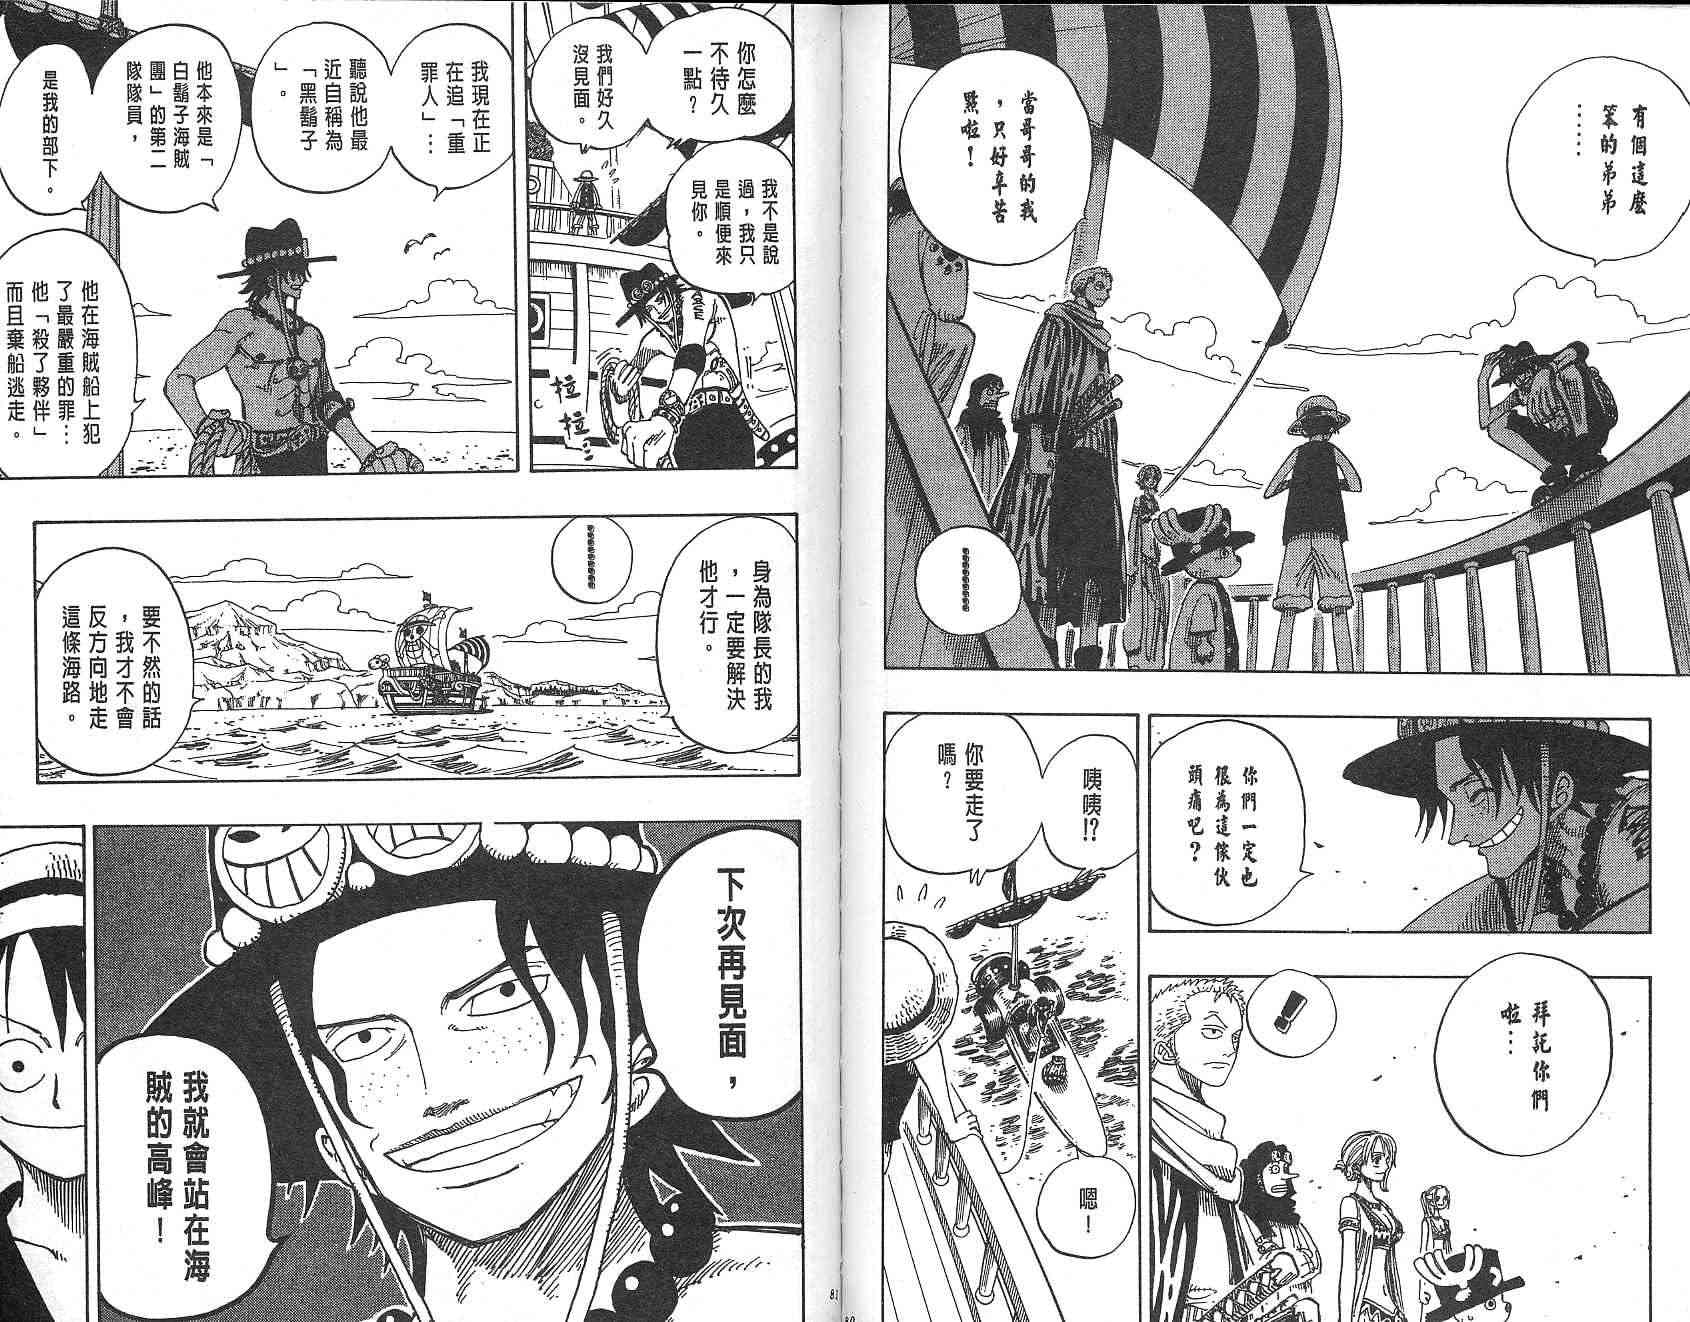 有個這麼
笨的弟弟
……
當哥哥的我
，只好辛苦
點啦！
…………
你們一定也
很為這傢伙
頭痛吧？
拜託你們
啦…
！
咦咦！？
你要走了
嗎？
嗯！
80
你怎麼
不待久
一點？
我們好久
沒見面。
我不是說
過，我只
是順便來
見你。
拉
拉…
我現在正
在追「重
罪人」…
聽說他最
近自稱為
「黑鬍子
」。
他本來是「
白鬍子海賊
團」的第二
隊隊員，
是我的部下。
他在海賊船上犯
了最嚴重的罪…
他「殺了夥伴」
而且棄船逃走。
身為隊長的我
，一定要解決
他才行。
…………
要不然的話
，我才不會
反方向地走
這條海路。
下次再見面，
我就會站在海
賊的高峰！
81